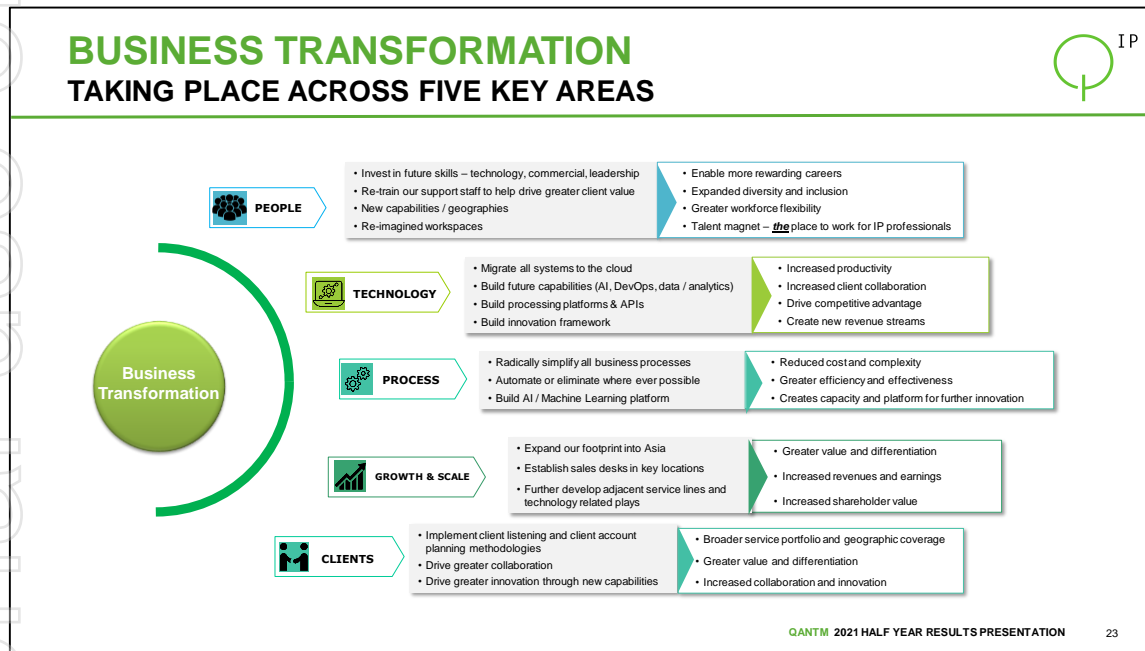 BUSINESS TRANSFORMATION
TAKING PLACE ACROSS FIVE KEY AREAS
IP
PEOPLE
• Invest in future skills – technology, commercial, leadership
• Re-train our support staff to help drive greater client value
• New capabilities / geographies
• Re-imagined workspaces
• Enable more rewarding careers
• Expanded diversity and inclusion
• Greater workforce flexibility
• Talent magnet – the place to work for IP professionals
TECHNOLOGY
• Migrate all systems to the cloud
• Build future capabilities (AI, DevOps, data / analytics)
• Build processing platforms & APIs
• Build innovation framework
• Increased productivity
• Increased client collaboration
• Drive competitive advantage
• Create new revenue streams
Business
Transformation
PROCESS
• Radically simplify all business processes
• Automate or eliminate where ever possible
• Build AI / Machine Learning platform
• Reduced cost and complexity
• Greater efficiency and effectiveness
• Creates capacity and platform for further innovation
GROWTH & SCALE
• Expand our footprint into Asia
• Establish sales desks in key locations
• Further develop adjacent service lines and
technology related plays
• Greater value and differentiation
• Increased revenues and earnings
• Increased shareholder value
CLIENTS
• Implement client listening and client account
planning methodologies
• Drive greater collaboration
• Drive greater innovation through new capabilities
• Broader service portfolio and geographic coverage
• Greater value and differentiation
• Increased collaboration and innovation
QANTM 2021 HALF YEAR RESULTS PRESENTATION
23